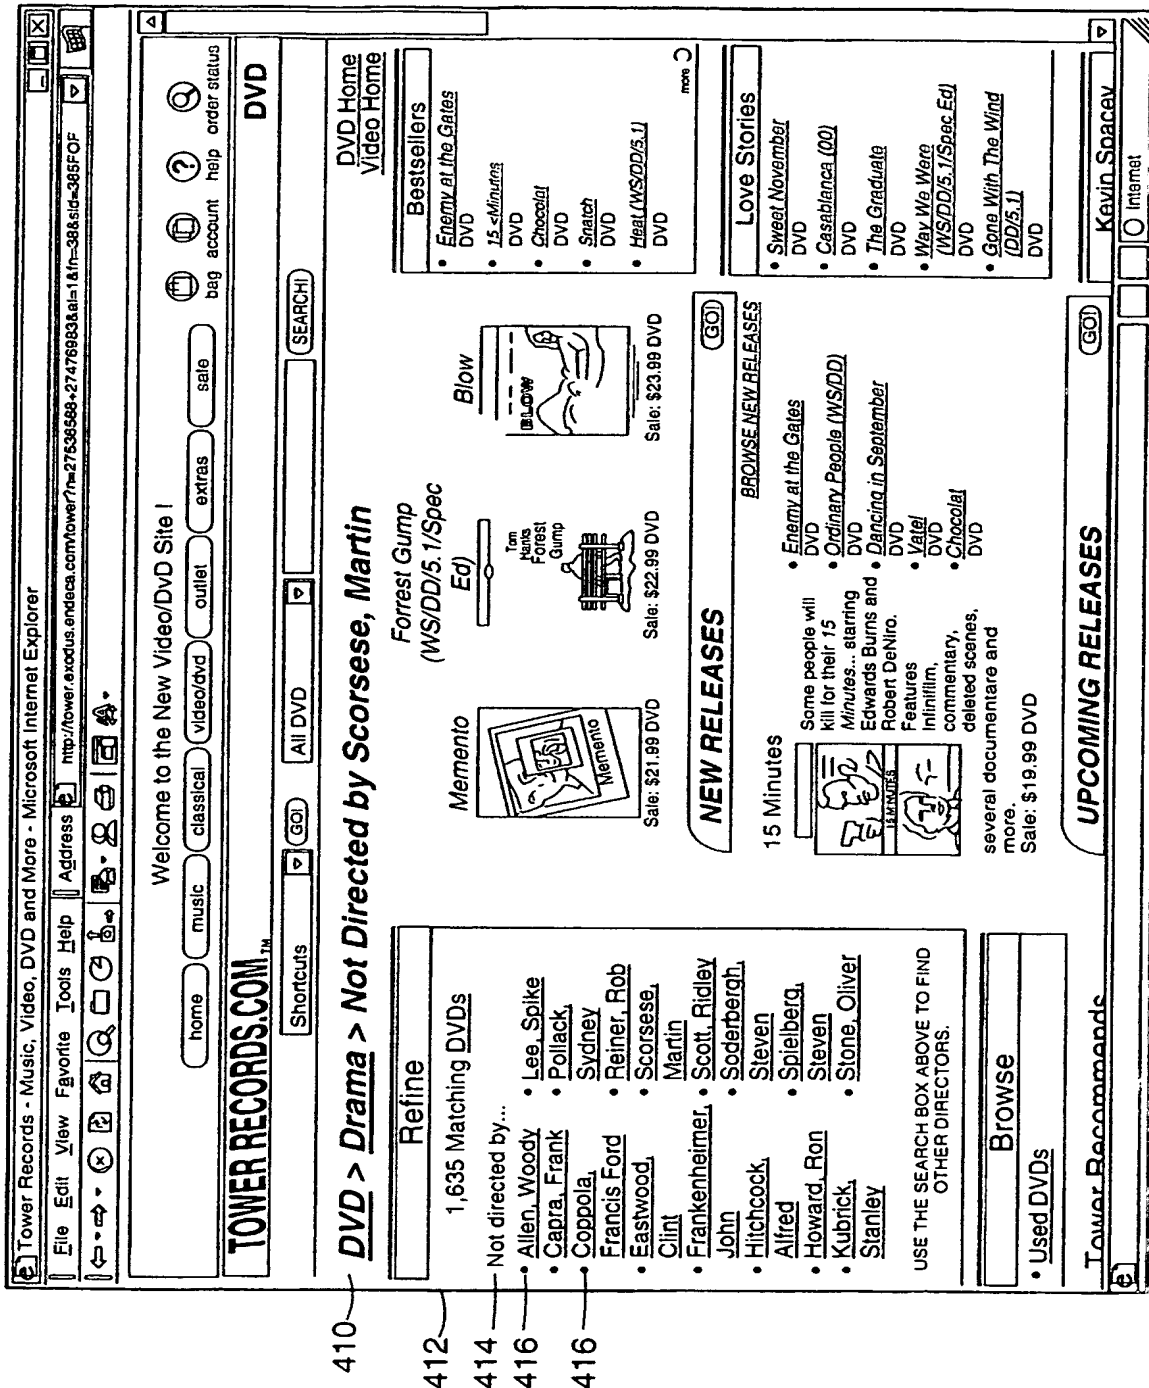 Tower Records - Music, Video, DVD and More - Microsoft Internet Explorer
File Edit View Favorite Tools Help
Address http://tower.exodus.endeca.com/tower?n=27536588+27476983&al=1&fn=38&sid=385FOF
Welcome to the New Video/DvD Site !
home music classical video/dvd outlet extras sale
bag account help order status
TOWER RECORDS.COM TM
DVD
Shortcuts GO! All DVD SEARCH!
410
DVD > Drama > Not Directed by Scorsese, Martin
DVD Home
Video Home
412
Refine
1,635 Matching DVDs
414
Not directed by...
416
416
• Allen, Woody
• Capra, Frank
• Coppola,
Francis Ford
• Eastwood,
Clint
• Frankenheimer,
John
• Hitchcock,
Alfred
• Howard, Ron
• Kubrick,
Stanley
• Lee, Spike
• Pollack,
Sydney
• Reiner, Rob
• Scorsese,
Martin
• Scott, Ridley
• Soderbergh,
Steven
• Spielberg,
Steven
• Stone, Oliver
USE THE SEARCH BOX ABOVE TO FIND
OTHER DIRECTORS.
Browse
• Used DVDs
Tower Recommends
Memento
Memento
Sale: $21.99 DVD
Forrest Gump
(WS/DD/5.1/Spec
Ed)
Tom
Hanks
Forest
Gump
Sale: $22.99 DVD
Blow
BLOW
Sale: $23.99 DVD
NEW RELEASES
GO!
BROWSE NEW RELEASES
15 Minutes
15 MINUTES
Some people will
kill for their 15
Minutes... starring
Edwards Burns and
Robert DeNiro.
Features
Inlinifilm,
commentary,
deleted scenes,
several documentare and
more.
Sale: $19.99 DVD
• Enemy at the Gates
DVD
• Ordinary People (WS/DD)
DVD
• Dancing in September
DVD
• Vatel
DVD
• Chocolat
DVD
UPCOMING RELEASES
GO!
Bestsellers
• Enemy at the Gates
DVD
• 15 <Minutes
DVD
• Chocolat
DVD
• Snatch
DVD
• Heat (WS/DD/5.1)
DVD
more
Love Stories
• Sweet November
DVD
• Casablanca (00)
DVD
• The Graduate
DVD
• Way We Were
(WS/DD/5.1/Spec Ed)
DVD
• Gone With The Wind
(DD/5.1)
DVD
Kevin Spacey
Internet